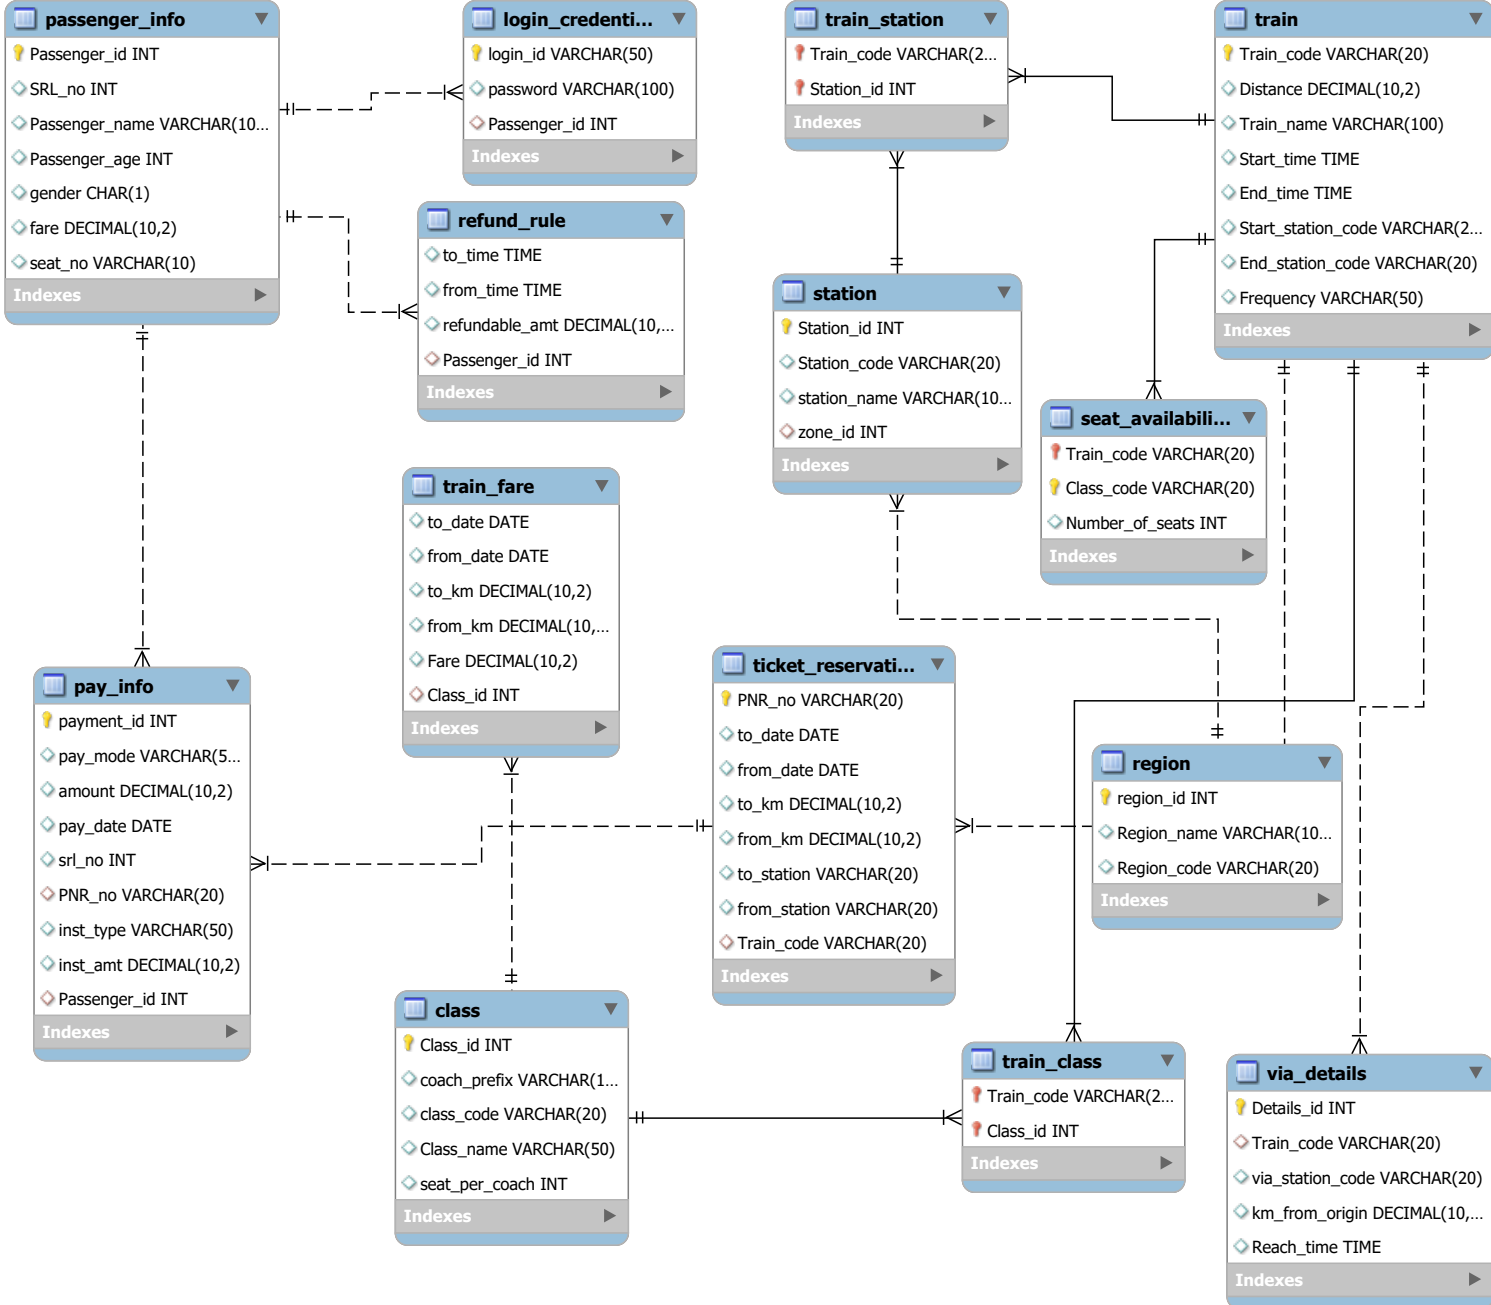 passenger_info
Passenger_id INT
SRL_no INT
Passenger_name VARCHAR(10...
Passenger_age INT
gender CHAR(1)
fare DECIMAL(10,2)
seat_no VARCHAR(10)
Indexes
login_credenti...
login_id VARCHAR(50)
password VARCHAR(100)
Passenger_id INT
Indexes
refund_rule
to_time TIME
from_time TIME
refundable_amt DECIMAL(10,...
Passenger_id INT
Indexes
train_station
Train_code VARCHAR(2...
Station_id INT
Indexes
train
Train_code VARCHAR(20)
Distance DECIMAL(10,2)
Train_name VARCHAR(100)
Start_time TIME
End_time TIME
Start_station_code VARCHAR(2...
End_station_code VARCHAR(20)
Frequency VARCHAR(50)
Indexes
station
Station_id INT
Station_code VARCHAR(20)
station_name VARCHAR(10...
zone_id INT
Indexes
seat_availabili...
Train_code VARCHAR(20)
Class_code VARCHAR(20)
Number_of_seats INT
Indexes
train_fare
to_date DATE
from_date DATE
to_km DECIMAL(10,2)
from_km DECIMAL(10,...
Fare DECIMAL(10,2)
Class_id INT
Indexes
pay_info
payment_id INT
pay_mode VARCHAR(5...
amount DECIMAL(10,2)
pay_date DATE
srl_no INT
PNR_no VARCHAR(20)
inst_type VARCHAR(50)
inst_amt DECIMAL(10,2)
Passenger_id INT
Indexes
ticket_reservati...
PNR_no VARCHAR(20)
to_date DATE
from_date DATE
to_km DECIMAL(10,2)
from_km DECIMAL(10,2)
to_station VARCHAR(20)
from_station VARCHAR(20)
Train_code VARCHAR(20)
Indexes
region
region_id INT
Region_name VARCHAR(10...
Region_code VARCHAR(20)
Indexes
class
Class_id INT
coach_prefix VARCHAR(1...
class_code VARCHAR(20)
Class_name VARCHAR(50)
seat_per_coach INT
Indexes
train_class
Train_code VARCHAR(2...
Class_id INT
Indexes
via_details
Details_id INT
Train_code VARCHAR(20)
via_station_code VARCHAR(20)
km_from_origin DECIMAL(10,...
Reach_time TIME
Indexes